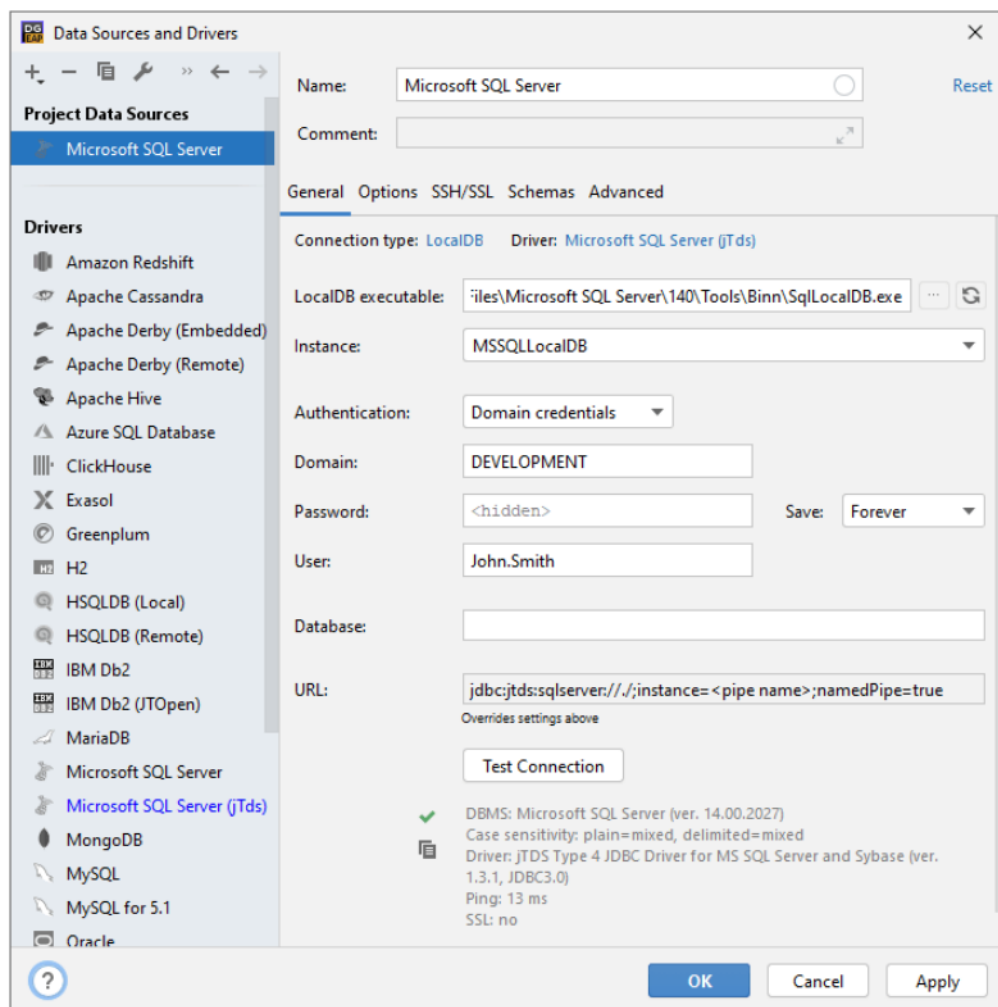 DG
EAP
Data Sources and Drivers
Project Data Sources
Microsoft SQL Server
Drivers
Amazon Redshift
Apache Cassandra
Apache Derby (Embedded)
Apache Derby (Remote)
Apache Hive
Azure SQL Database
ClickHouse
Exasol
Greenplum
H2
H2
HSQLDB (Local)
HSQLDB (Remote)
IBM
IBM Db2
IBM
IBM Db2 (JTOpen)
MariaDB
Microsoft SQL Server
Microsoft SQL Server (jTds)
MongoDB
MySQL
MySQL for 5.1
Oracle
?
Name: Microsoft SQL Server Reset
Comment:
General Options SSH/SSL Schemas Advanced
Connection type: LocalDB Driver: Microsoft SQL Server (jTds)
LocalDB executable: Files\Microsoft SQL Server\140\Tools\Binn\SqlLocalDB.exe ...
Instance: MSSQLLocalDB
Authentication: Domain credentials
Domain: DEVELOPMENT
Password: <hidden> Save: Forever
User: John.Smith
Database:
URL: jdbc:jtds:sqlserver://./;instance=<pipe name>;namedPipe=true
Overrides settings above
Test Connection
DBMS: Microsoft SQL Server (ver. 14.00.2027)
Case sensitivity: plain=mixed, delimited=mixed
Driver: jTDS Type 4 JDBC Driver for MS SQL Server and Sybase (ver.
1.3.1, JDBC3.0)
Ping: 13 ms
SSL: no
OK Cancel Apply